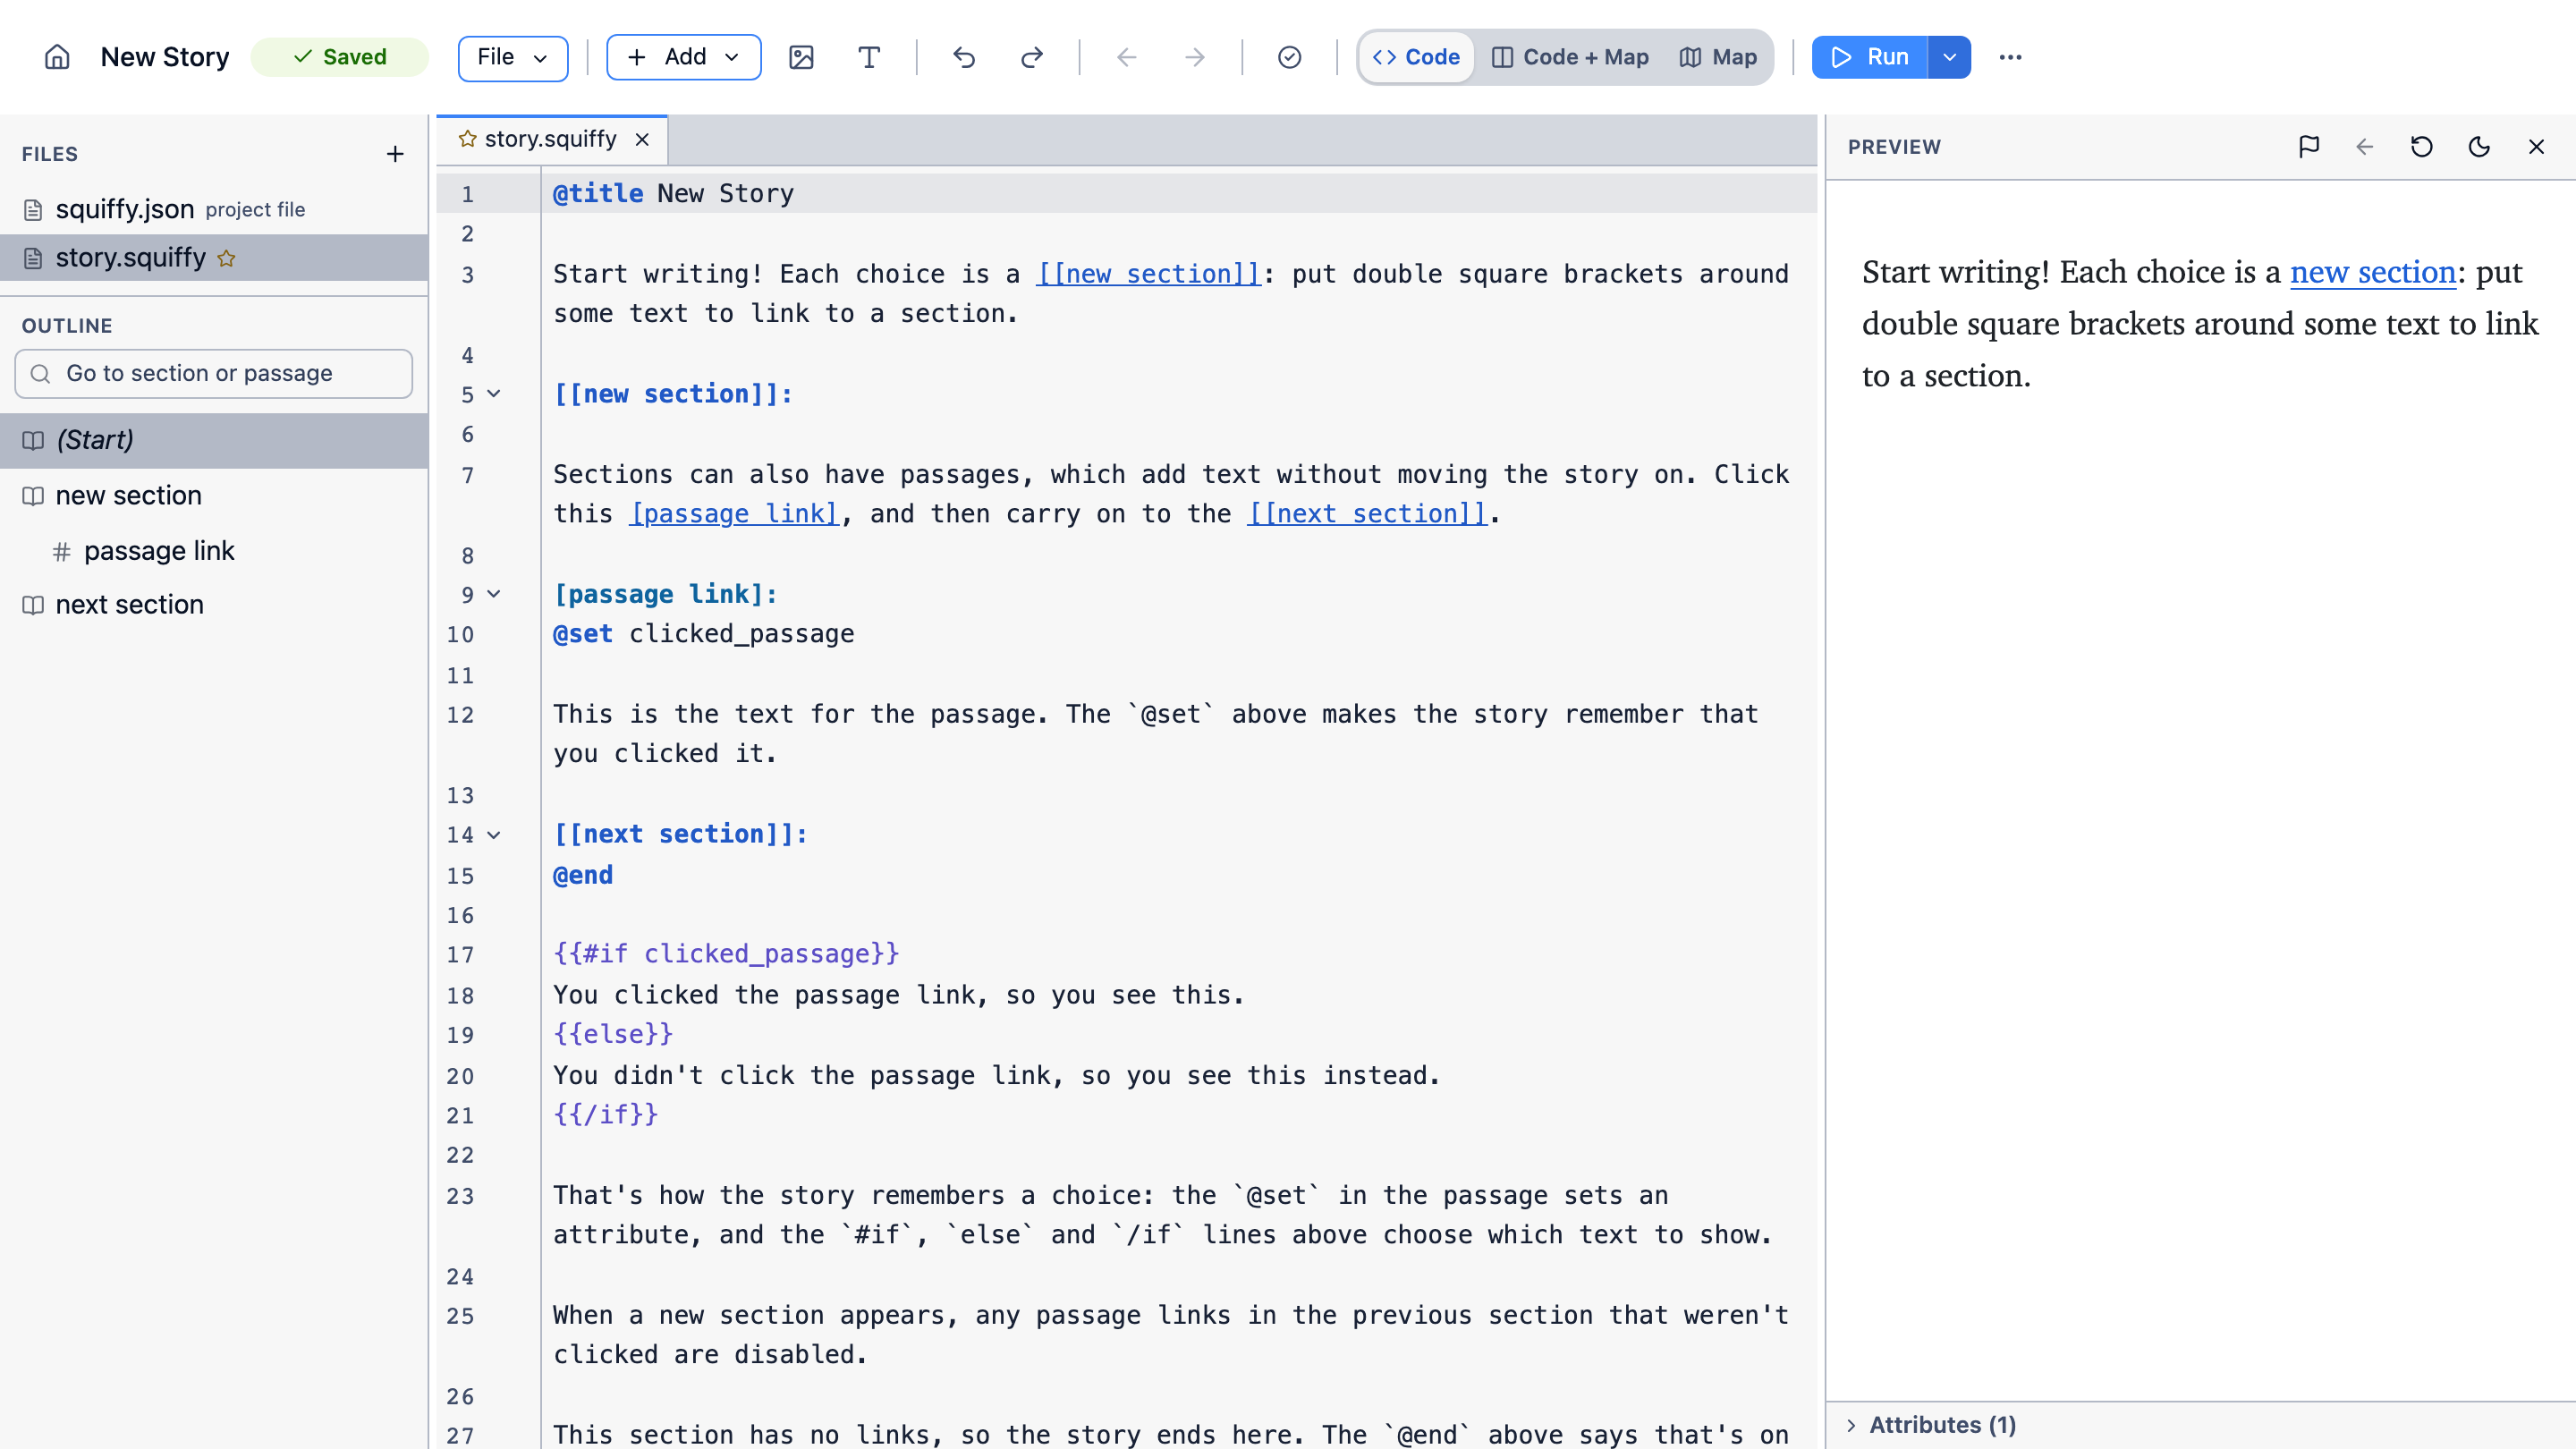 New Story
Saved
File
Add
Code
Code + Map
Map
Run
FILES
squiffy.json project file
story.squiffy
OUTLINE
Go to section or passage
(Start)
new section
# passage link
next section
story.squiffy
1 @title New Story
2
3 Start writing! Each choice is a [[new section]]: put double square brackets around
some text to link to a section.
4
5 [[new section]]:
6
7 Sections can also have passages, which add text without moving the story on. Click
this [passage link], and then carry on to the [[next section]].
8
9 [passage link]:
10 @set clicked_passage
11
12 This is the text for the passage. The `@set` above makes the story remember that
you clicked it.
13
14 [[next section]]:
15 @end
16
17 {{#if clicked_passage}}
18 You clicked the passage link, so you see this.
19 {{else}}
20 You didn't click the passage link, so you see this instead.
21 {{/if}}
22
23 That's how the story remembers a choice: the `@set` in the passage sets an
attribute, and the `#if`, `else` and `/if` lines above choose which text to show.
24
25 When a new section appears, any passage links in the previous section that weren't
clicked are disabled.
26
27 This section has no links, so the story ends here. The `@end` above says that's on
PREVIEW
Start writing! Each choice is a new section: put
double square brackets around some text to link
to a section.
Attributes (1)